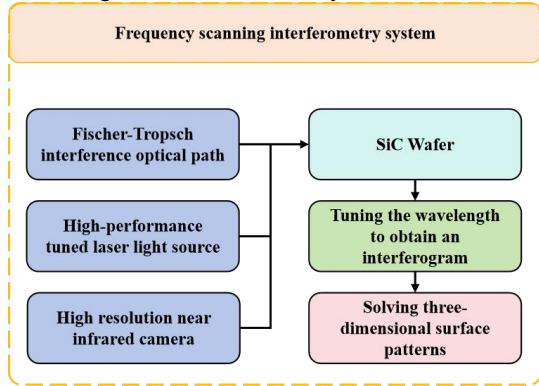 Frequency scanning interferometry system
Fischer-Tropsch
interference optical path
High-performance
tuned laser light source
High resolution near
infrared camera
SiC Wafer
Tuning the wavelength
to obtain an
interferogram
Solving three-
dimensional surface
patterns